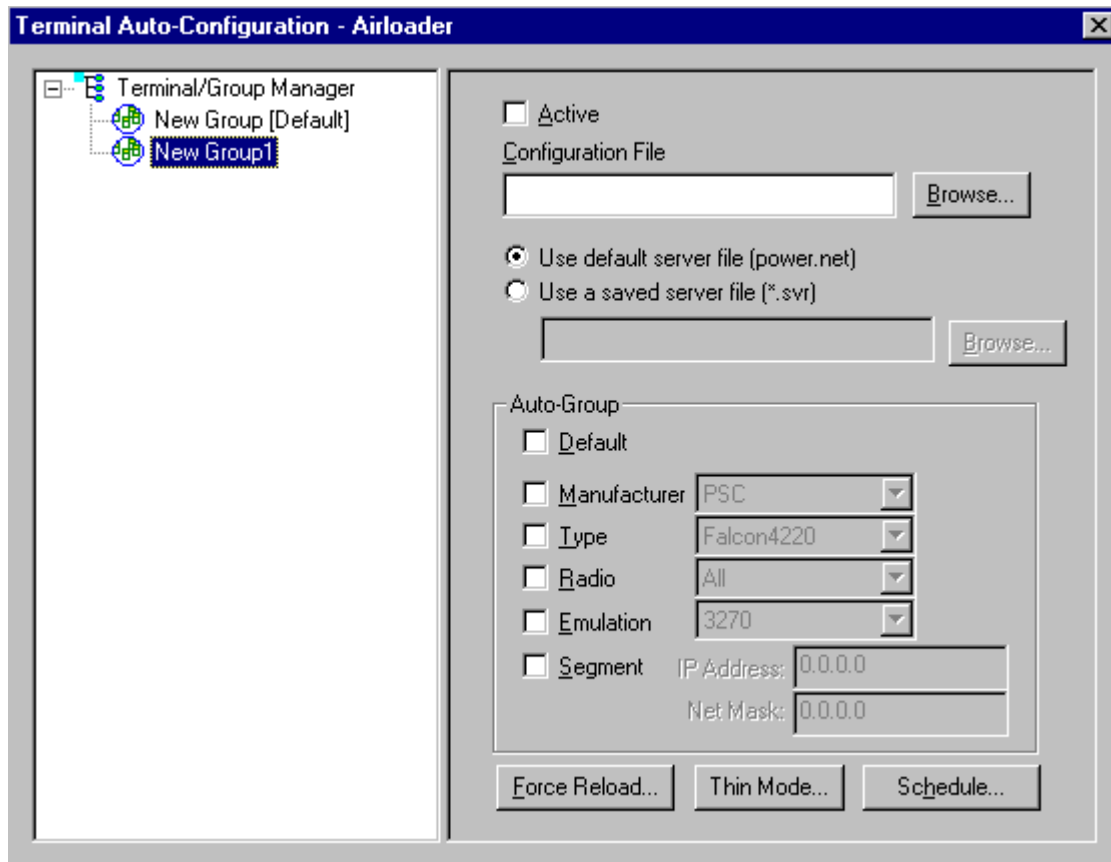 Terminal Auto-Configuration - Airloader
Terminal/Group Manager
New Group [Default]
New Group1
Active
Configuration File
Browse...
Use default server file (power.net)
Use a saved server file (*.svr)
Browse...
Auto-Group
Default
Manufacturer PSC
Type Falcon4220
Radio All
Emulation 3270
Segment IP Address: 0.0.0.0
Net Mask: 0.0.0.0
Force Reload... Thin Mode... Schedule...